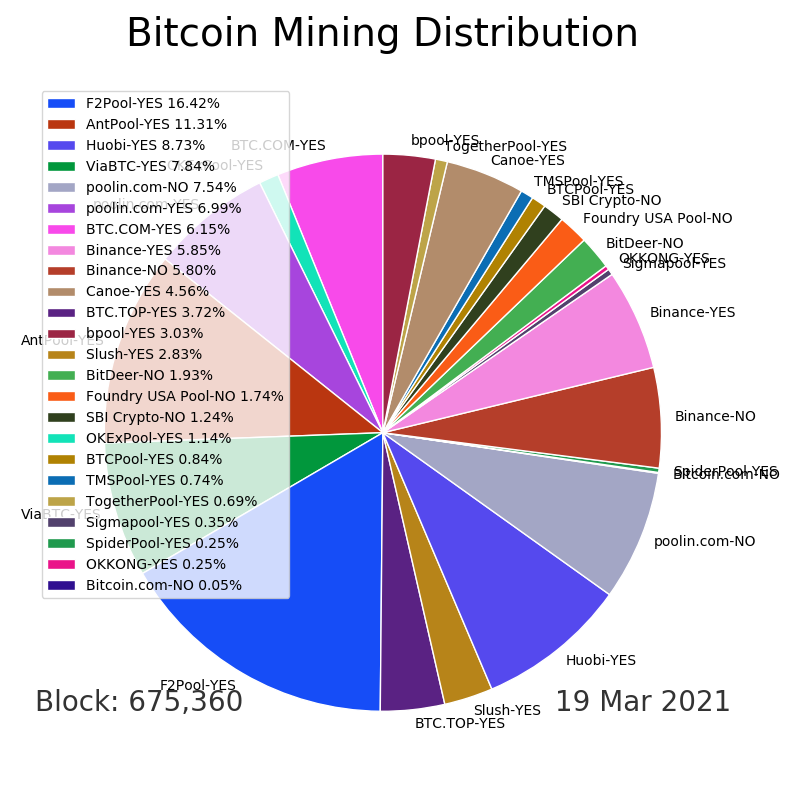 Bitcoin Mining Distribution
F2Pool-YES 16.42%
AntPool-YES 11.31%
Huobi-YES 8.73%
ViaBTC-YES 7.84%
poolin.com-NO 7.54%
poolin.com-YES 6.99%
BTC.COM-YES 6.15%
Binance-YES 5.85%
Binance-NO 5.80%
Canoe-YES 4.56%
BTC.TOP-YES 3.72%
bpool-YES 3.03%
Slush-YES 2.83%
BitDeer-NO 1.93%
Foundry USA Pool-NO 1.74%
SBI Crypto-NO 1.24%
OKExPool-YES 1.14%
BTCPool-YES 0.84%
TMSPool-YES 0.74%
TogetherPool-YES 0.69%
Sigmapool-YES 0.35%
SpiderPool-YES 0.25%
OKKONG-YES 0.25%
Bitcoin.com-NO 0.05%
bpool-YES
TogetherPool-YES
Canoe-YES
TMSPool-YES
BTCPool-YES
SBI Crypto-NO
Foundry USA Pool-NO
BitDeer-NO
OKKONG-YES
Sigmapool-YES
Binance-YES
Binance-NO
SpiderPool-YES
Bitcoin.com-NO
poolin.com-NO
Huobi-YES
Slush-YES
BTC.TOP-YES
F2Pool-YES
ViaBTC-YES
AntPool-YES
poolin.com-YES
OKExPool-YES
BTC.COM-YES
Block: 675,360
19 Mar 2021